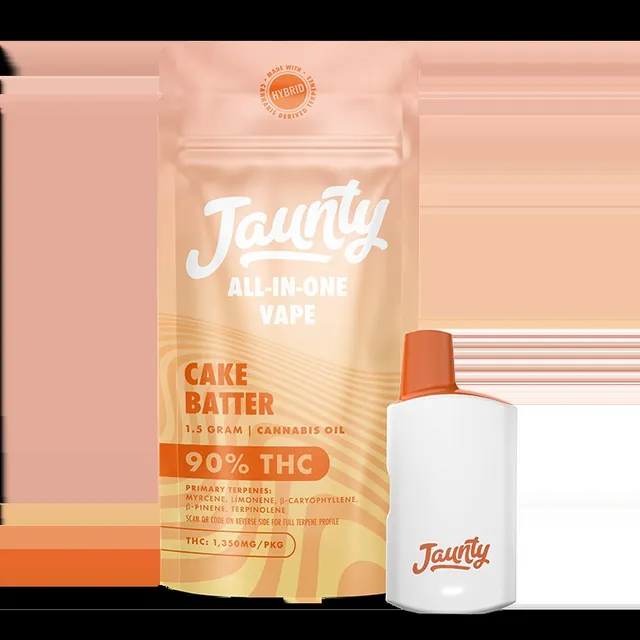 MADE WITH
HYBRID
CANNABIS DERIVED TERPENES
Jaunty
ALL-IN-ONE
VAPE
CAKE
BATTER
1.5 GRAM | CANNABIS OIL
90% THC
PRIMARY TERPENES:
MYRCENE, LIMONENE, β-CARYOPHYLLENE,
β-PINENE, TERPINOLENE
SCAN QR CODE ON REVERSE SIDE FOR FULL TERPENE PROFILE
THC: 1,350MG/PKG
Jaunty